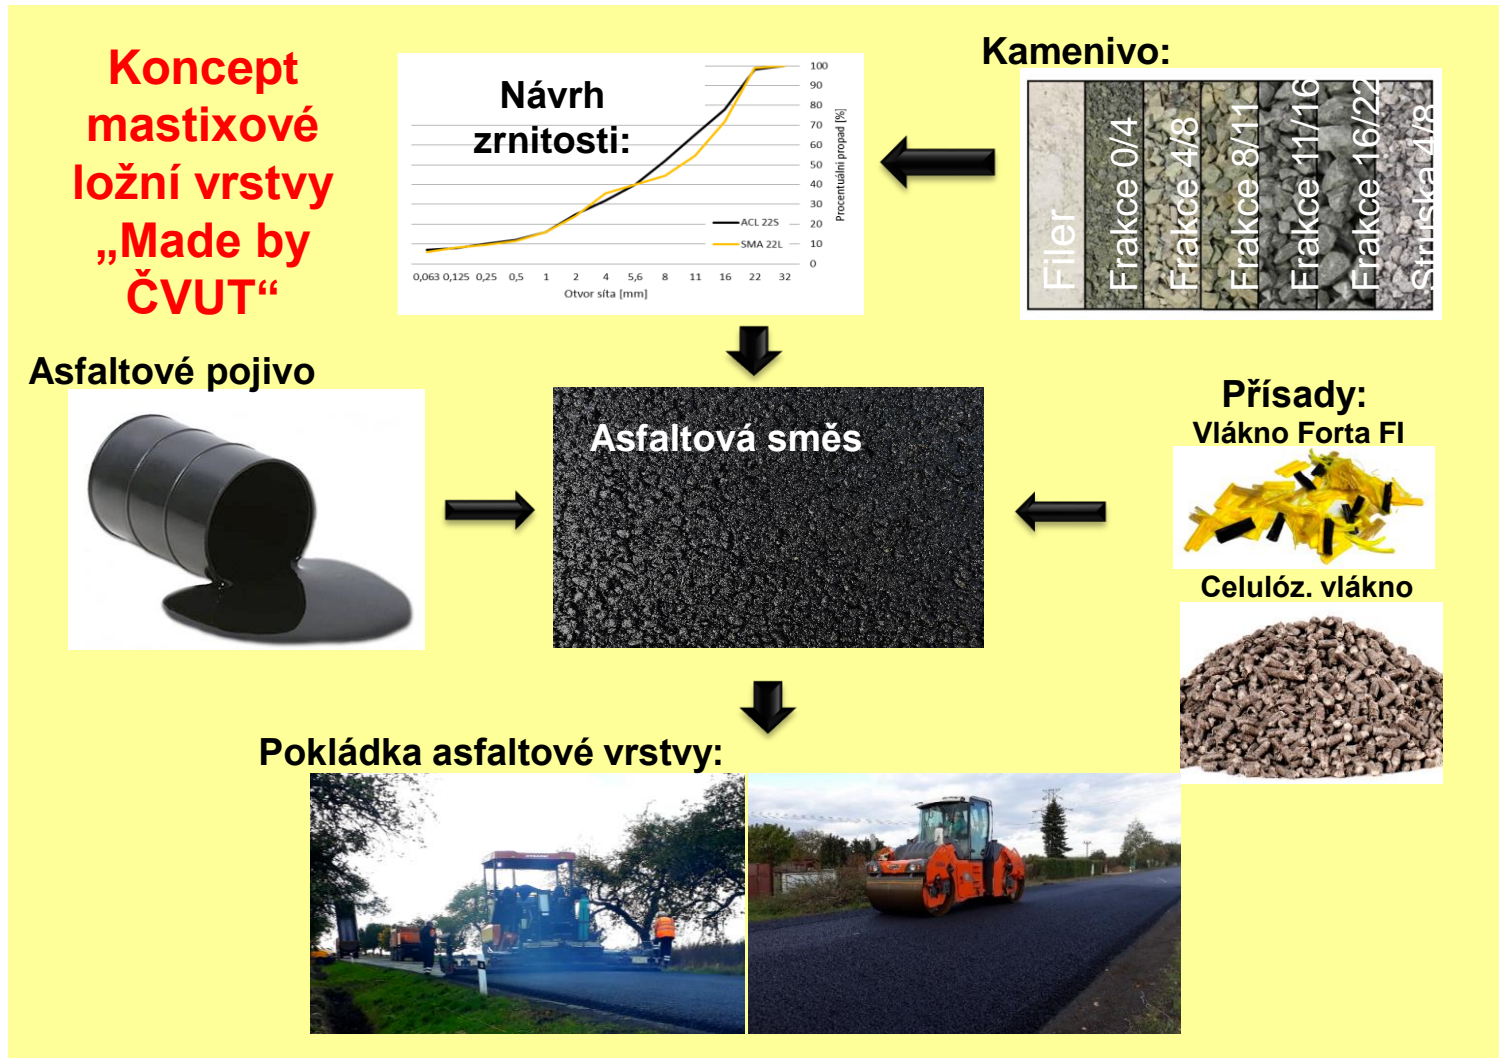 Koncept
mastixové
ložní vrstvy
„Made by
ČVUT“
Návrh
zrnitosti:
100
90
80
70
60
50
40
30
20
10
0
Procentuální propad [%]
ACL 22S
SMA 22L
0,063 0,125 0,25 0,5 1 2 4 5,6 8 11 16 22 32
Otvor síta [mm]
Kamenivo:
Filer
Frakce 0/4
Frakce 4/8
Frakce 8/11
Frakce 11/16
Frakce 16/22
Struska 4/8
Asfaltové pojivo
Asfaltová směs
Přísady:
Vlákno Forta FI
Celulóz. vlákno
Pokládka asfaltové vrstvy: